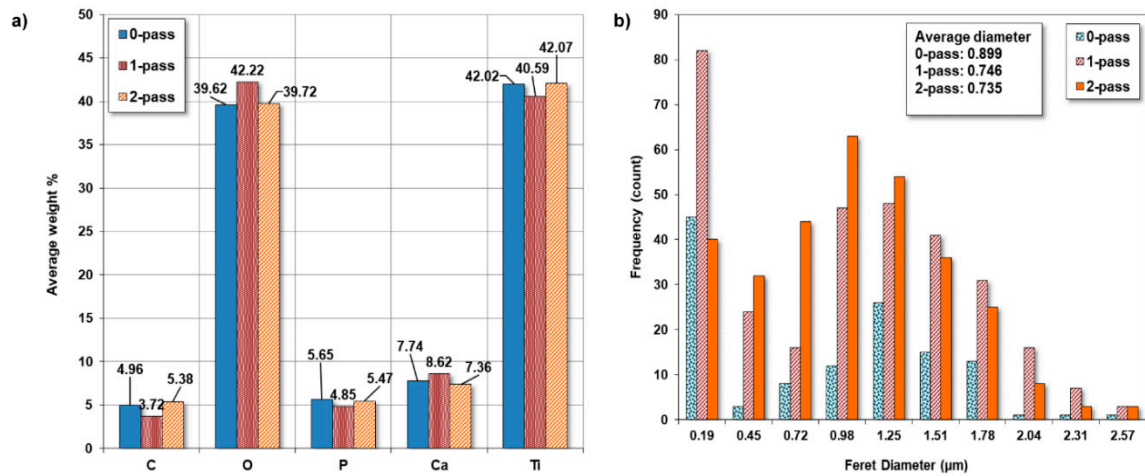 a)
0-pass
1-pass
2-pass
Average weight %
50
45
40
35
30
25
20
15
10
5
0
4.96
3.72
5.38
39.62
42.22
39.72
5.65
4.85
5.47
7.74
8.62
7.36
42.02
40.59
42.07
C O P Ca Ti
b)
Average diameter
0-pass: 0.899
1-pass: 0.746
2-pass: 0.735
0-pass
1-pass
2-pass
Frequency (count)
90
80
70
60
50
40
30
20
10
0
0.19 0.45 0.72 0.98 1.25 1.51 1.78 2.04 2.31 2.57
Feret Diameter (µm)